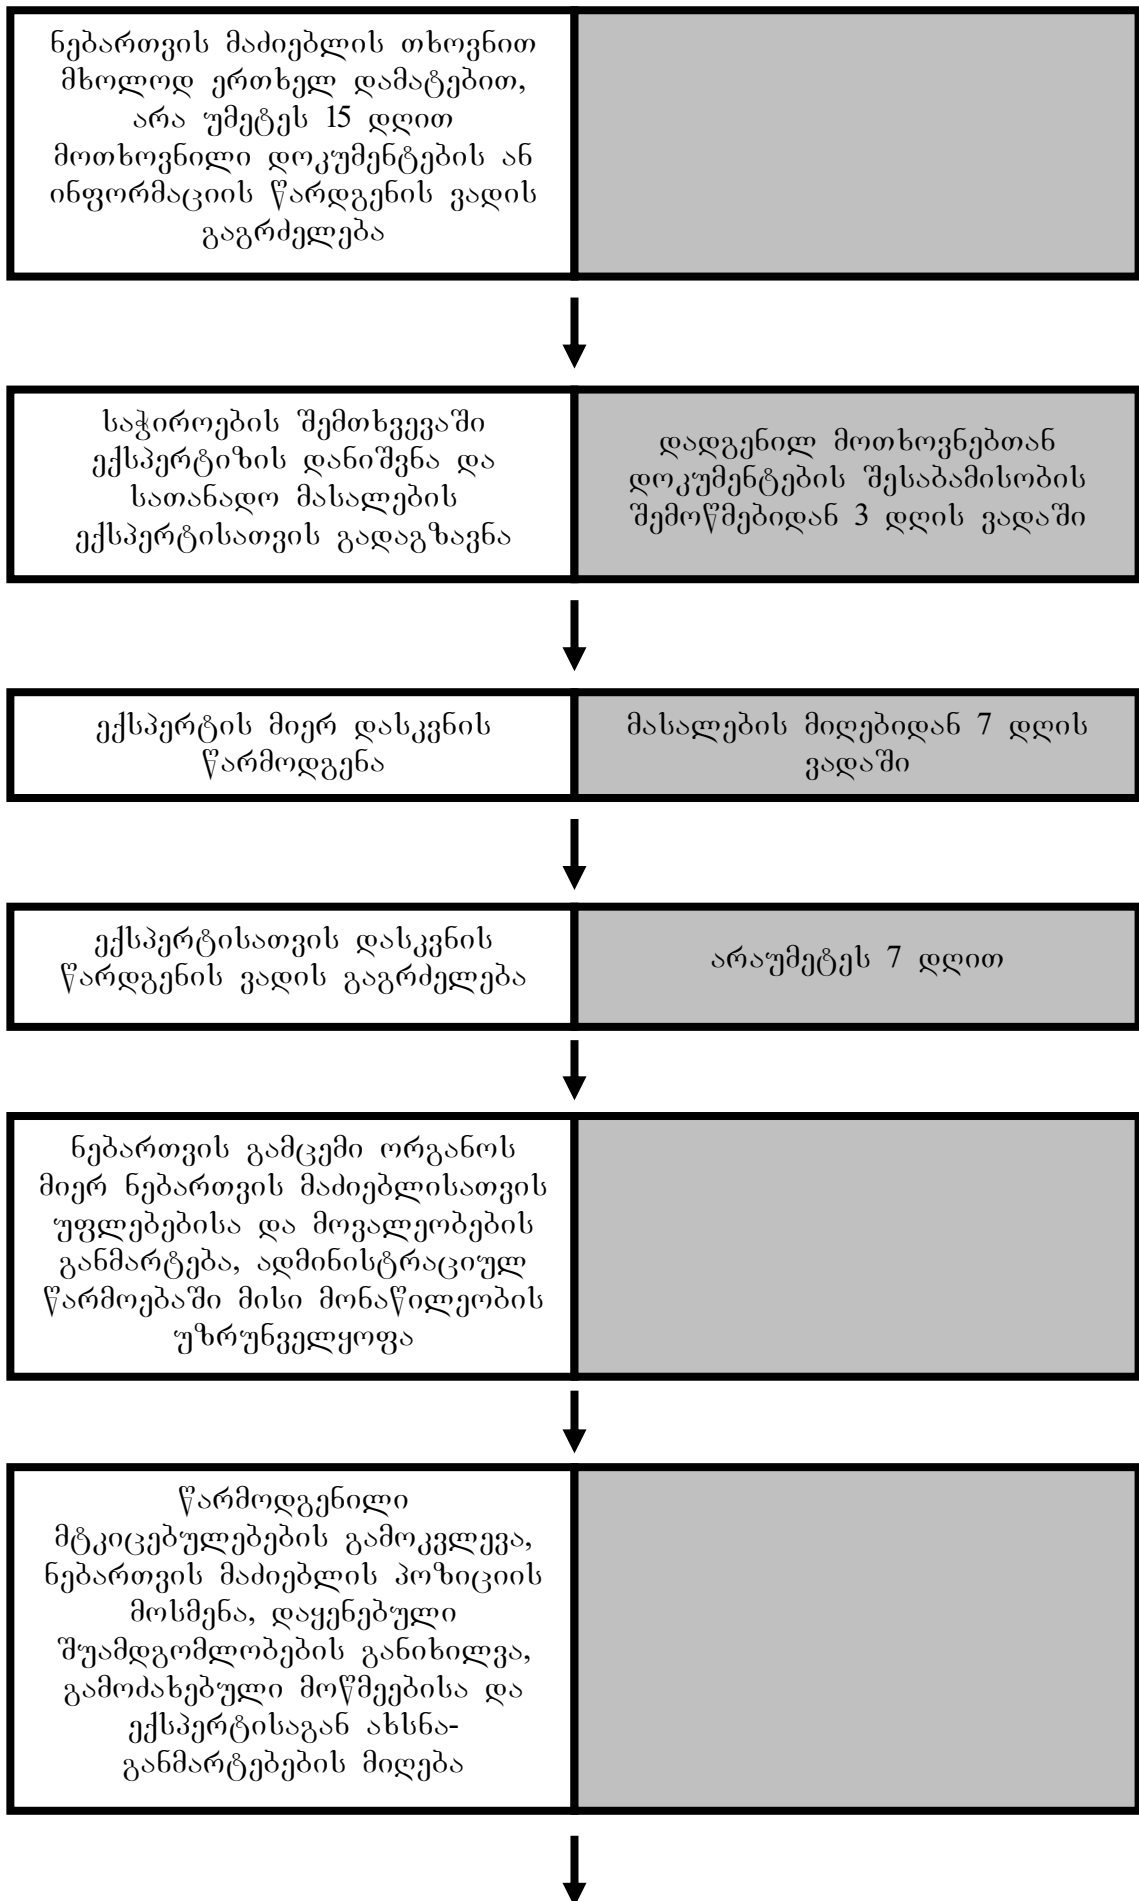 ნებართვის მაძიებლის თხოვნით
მხოლოდ ერთხელ დამატებით,
არა უმეტეს 15 დღით
მოთხოვნილი დოკუმენტების ან
ინფორმაციის წარდგენის ვადის
გაგრძელება
საჭიროების შემთხვევაში
ექსპერტიზის დანიშვნა და
სათანადო მასალების
ექსპერტისათვის გადაგზავნა
დადგენილ მოთხოვნებთან
დოკუმენტების შესაბამისობის
შემოწმებიდან 3 დღის ვადაში
ექსპერტის მიერ დასკვნის
წარმოდგენა
მასალების მიღებიდან 7 დღის
ვადაში
ექსპერტისათვის დასკვნის
წარდგენის ვადის გაგრძელება
არაუმეტეს 7 დღით
ნებართვის გამცემი ორგანოს
მიერ ნებართვის მაძიებლისათვის
უფლებებისა და მოვალეობების
განმარტება, ადმინისტრაციულ
წარმოებაში მისი მონაწილეობის
უზრუნველყოფა
წარმოდგენილი
მტკიცებულებების გამოკვლევა,
ნებართვის მაძიებლის პოზიციის
მოსმენა, დაყენებული
შუამდგომლობების განიხილვა,
გამოძახებული მოწმეებისა და
ექსპერტისაგან ახსნა-
განმარტებების მიღება